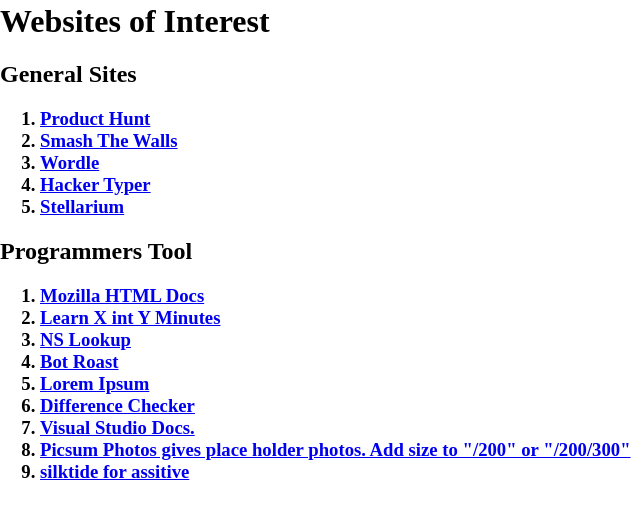 Websites of Interest
General Sites
1. Product Hunt
2. Smash The Walls
3. Wordle
4. Hacker Typer
5. Stellarium
Programmers Tool
1. Mozilla HTML Docs
2. Learn X int Y Minutes
3. NS Lookup
4. Bot Roast
5. Lorem Ipsum
6. Difference Checker
7. Visual Studio Docs.
8. Picsum Photos gives place holder photos. Add size to "/200" or "/200/300"
9. silktide for assitive